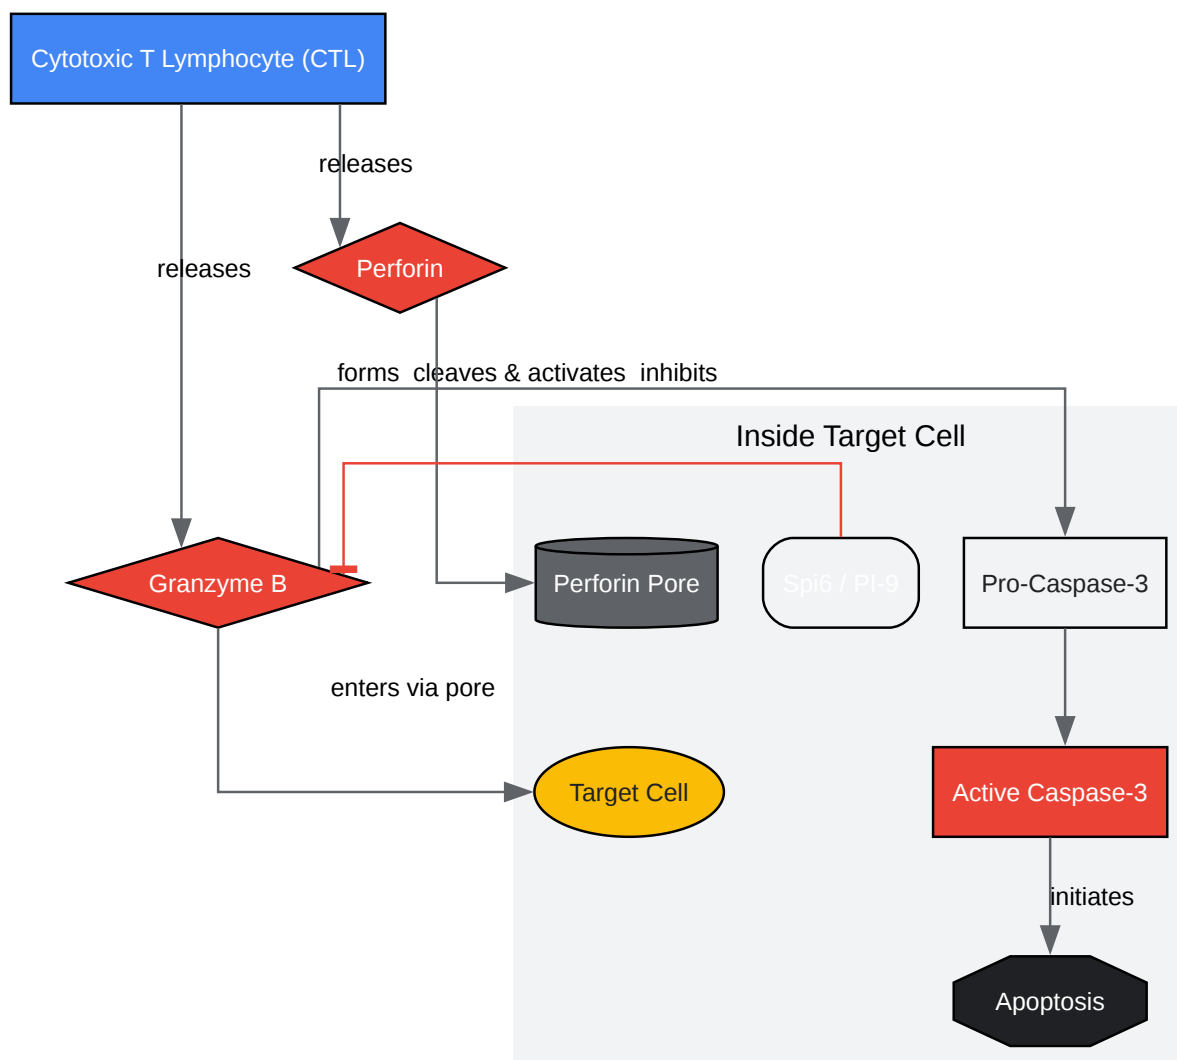 Cytotoxic T Lymphocyte (CTL)
releases
Perforin
releases
forms cleaves & activates inhibits
Inside Target Cell
Granzyme B
Perforin Pore
Spi6 / PI-9
Pro-Caspase-3
enters via pore
Target Cell
Active Caspase-3
initiates
Apoptosis